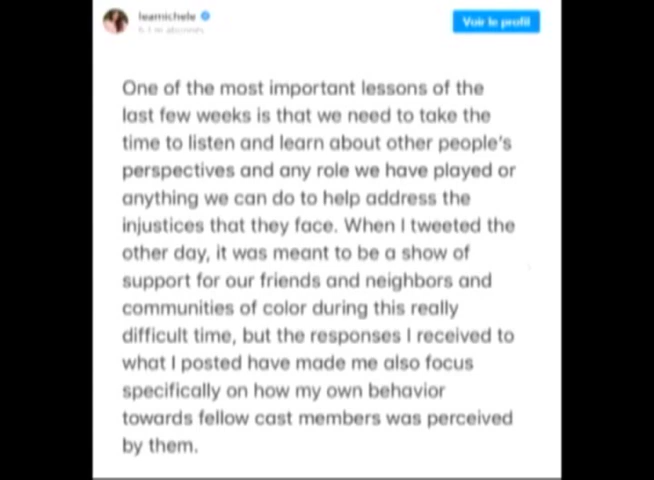 leamichele
Voir le profil
One of the most important lessons of the
last few weeks is that we need to take the
time to listen and learn about other people's
perspectives and any role we have played or
anything we can do to help address the
injustices that they face. When I tweeted the
other day, it was meant to be a show of
support for our friends and neighbors and
communities of color during this really
difficult time, but the responses I received to
what I posted have made me also focus
specifically on how my own behavior
towards fellow cast members was perceived
by them.